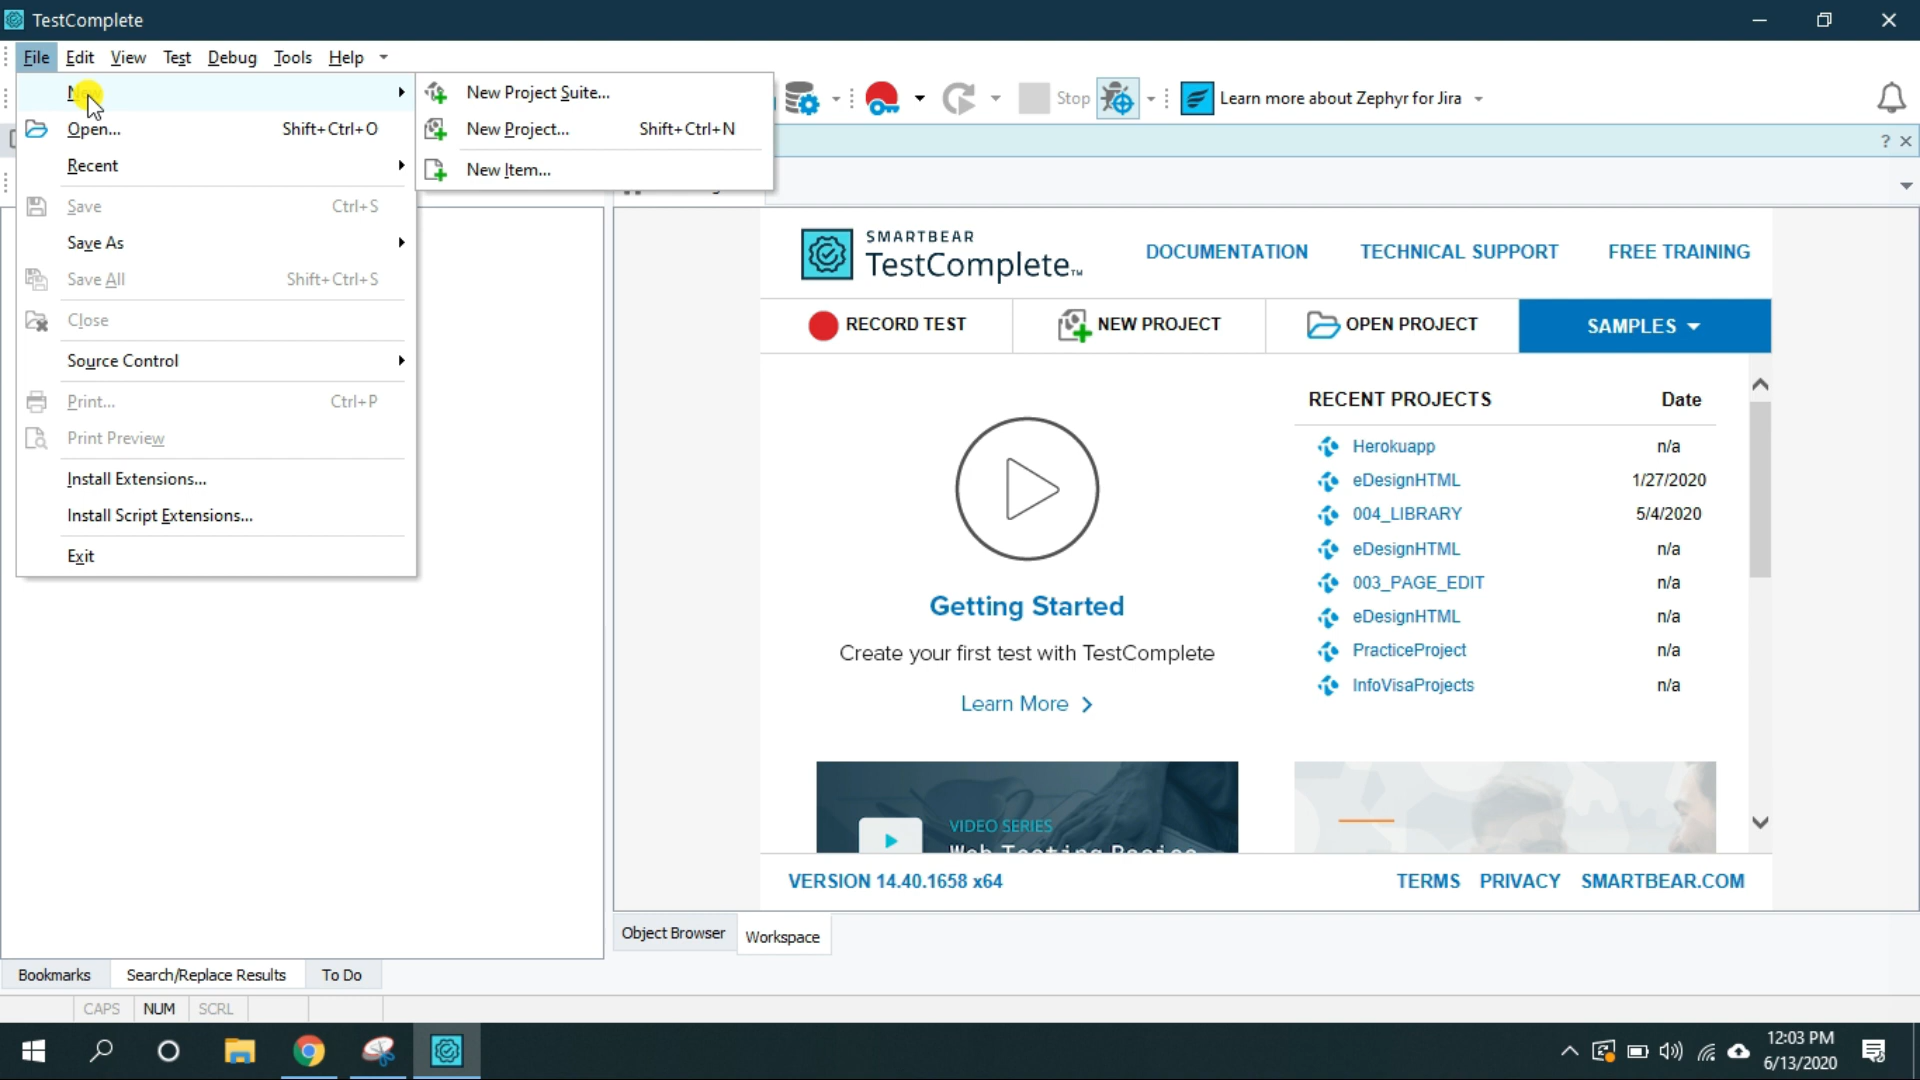 TestComplete
File Edit View Test Debug Tools Help
Stop Learn more about Zephyr for Jira
Open... Shift+Ctrl+O
Recent
Save Ctrl+S
Save As
Save All Shift+Ctrl+S
Close
Source Control
Print... Ctrl+P
Print Preview
Install Extensions...
Install Script Extensions...
Exit
New Project Suite...
New Project... Shift+Ctrl+N
New Item...
?
SMARTBEAR
TestComplete™
DOCUMENTATION TECHNICAL SUPPORT FREE TRAINING
RECORD TEST NEW PROJECT OPEN PROJECT SAMPLES
Getting Started
Create your first test with TestComplete
Learn More >
RECENT PROJECTS Date
Herokuapp n/a
eDesignHTML 1/27/2020
004_LIBRARY 5/4/2020
eDesignHTML n/a
003_PAGE_EDIT n/a
eDesignHTML n/a
PracticeProject n/a
InfoVisaProjects n/a
VIDEO SERIES
Web Testing Basics
VERSION 14.40.1658 x64 TERMS PRIVACY SMARTBEAR.COM
Object Browser Workspace
Bookmarks Search/Replace Results To Do
CAPS NUM SCRL
12:03 PM
6/13/2020